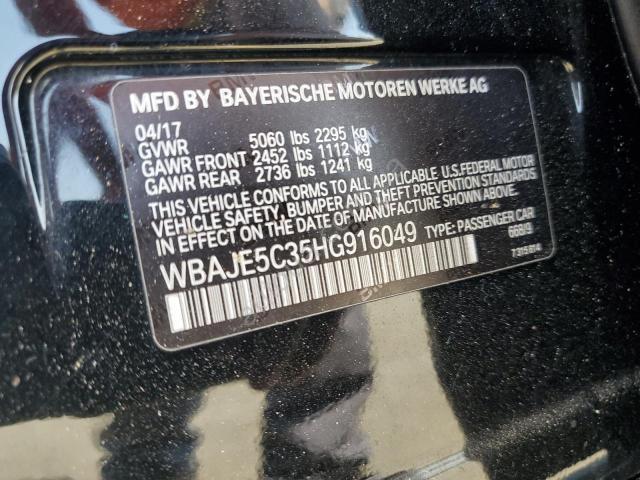 MFD BY BAYERISCHE MOTOREN WERKE AG
04/17
GVWR 5060 lbs 2295 kg
GAWR FRONT 2452 lbs 1112 kg
GAWR REAR 2736 lbs 1241 kg
THIS VEHICLE CONFORMS TO ALL APPLICABLE U.S.FEDERAL MOTOR
VEHICLE SAFETY, BUMPER AND THEFT PREVENTION STANDARDS
IN EFFECT ON THE DATE OF MANUFACTURE SHOWN ABOVE.
WBAJE5C35HG916049 TYPE: PASSENGER CAR
668/9